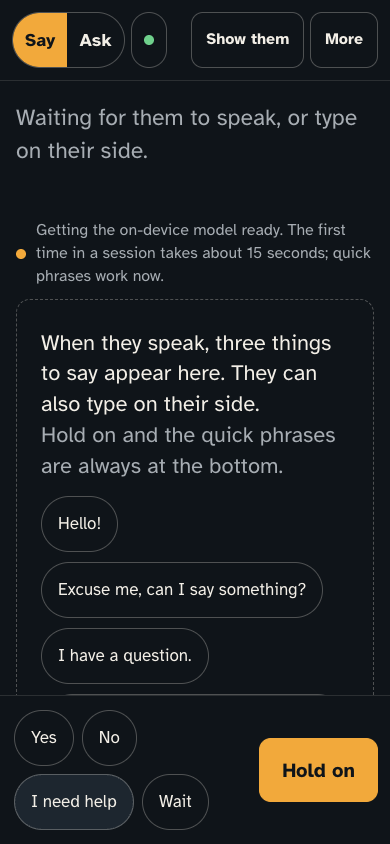 Say Ask Show them More
Waiting for them to speak, or type
on their side.
Getting the on-device model ready. The first
time in a session takes about 15 seconds; quick
phrases work now.
When they speak, three things
to say appear here. They can
also type on their side.
Hold on and the quick phrases
are always at the bottom.
Hello!
Excuse me, can I say something?
I have a question.
Yes No
Hold on
I need help Wait